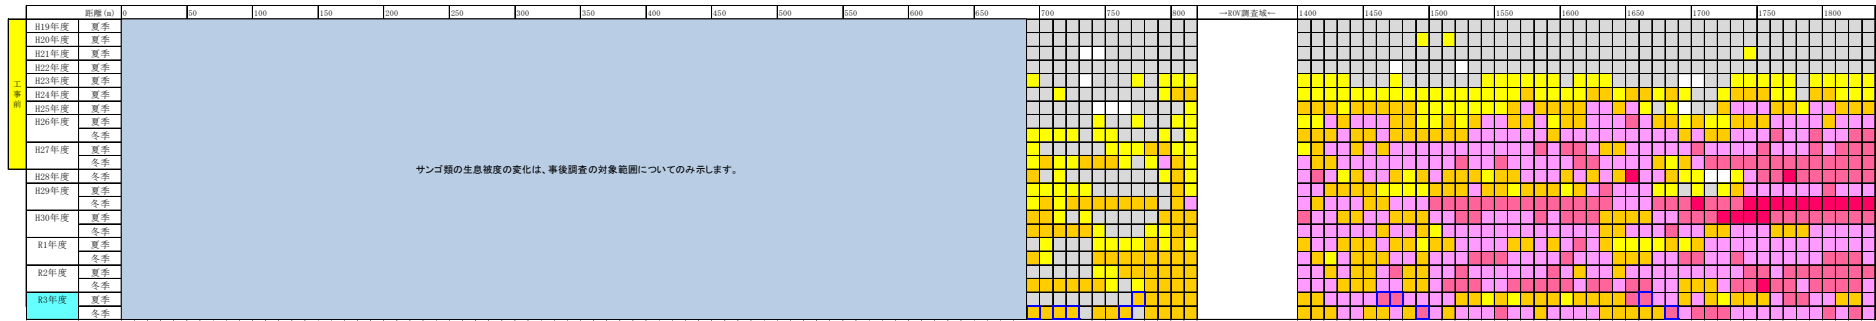 距離(m) 0 50 100 150 200 250 300 350 400 450 500 550 600 650 700 750 800 →ROV調査域← 1400 1450 1500 1550 1600 1650 1700 1750 1800
工事前
H19年度 夏季
H20年度 夏季
H21年度 夏季
H22年度 夏季
H23年度 夏季
H24年度 夏季
H25年度 夏季
H26年度 夏季
冬季
H27年度 夏季
冬季
サンゴ類の生息被度の変化は、事後調査の対象範囲についてのみ示します。
H28年度 冬季
H29年度 夏季
冬季
H30年度 夏季
冬季
R1年度 夏季
冬季
R2年度 夏季
冬季
R3年度 夏季
冬季